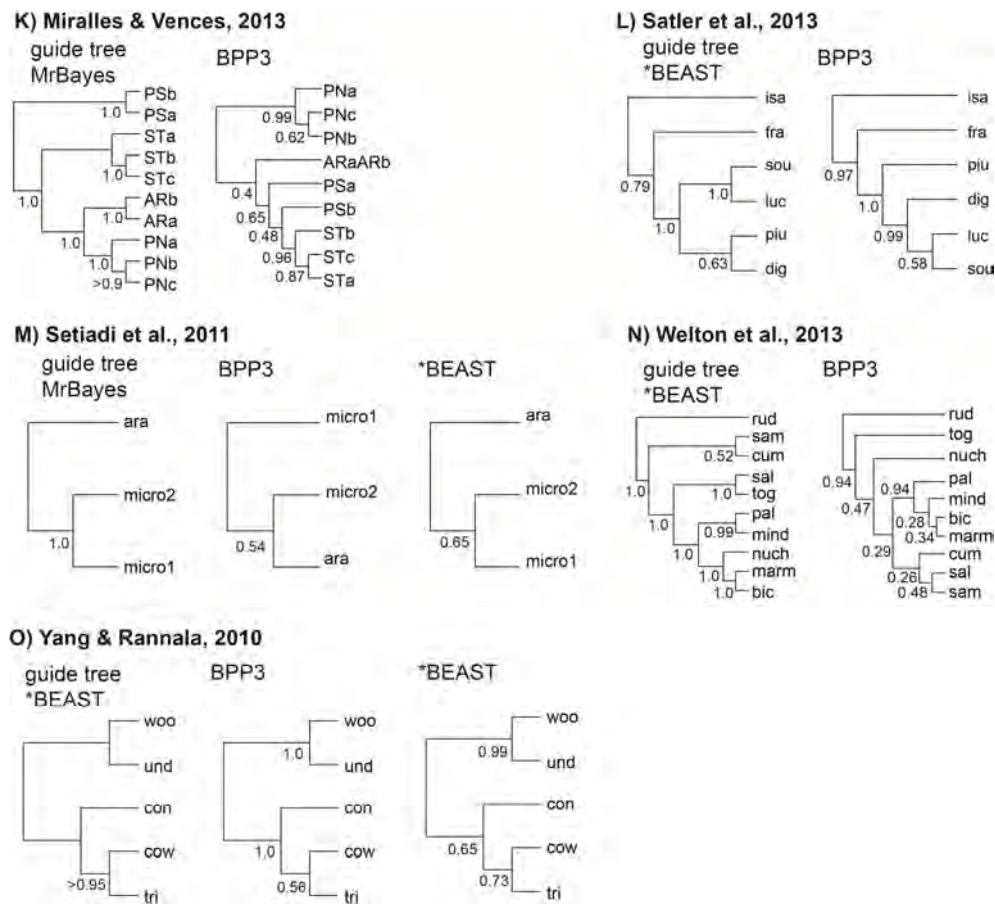 K) Miralles & Vences, 2013
guide tree
MrBayes
BPP3
PSb
PSa
STa
STb
STc
ARb
ARa
PNa
PNb
PNc
1.0
1.0
1.0
1.0
1.0
1.0
>0.9
PNa
PNc
PNb
ARaARb
PSa
PSb
STb
STc
STa
0.99
0.62
0.4
0.65
0.48
0.96
0.87
L) Satler et al., 2013
guide tree
*BEAST
BPP3
isa
fra
sou
luc
piu
dig
0.79
1.0
1.0
0.63
isa
fra
piu
dig
luc
sou
0.97
1.0
0.99
0.58
M) Setiadi et al., 2011
guide tree
MrBayes
BPP3
*BEAST
ara
micro2
micro1
1.0
micro1
micro2
ara
0.54
ara
micro2
micro1
0.65
N) Welton et al., 2013
guide tree
*BEAST
BPP3
rud
sam
cum
sal
tog
pal
mind
nuch
marm
bic
0.52
1.0
1.0
1.0
0.99
1.0
1.0
1.0
rud
tog
nuch
pal
mind
bic
marm
cum
sal
sam
0.94
0.47
0.94
0.28
0.34
0.29
0.26
0.48
O) Yang & Rannala, 2010
guide tree
*BEAST
BPP3
*BEAST
woo
und
con
cow
tri
>0.95
woo
und
con
cow
tri
1.0
1.0
0.56
woo
und
con
cow
tri
0.99
0.65
0.73